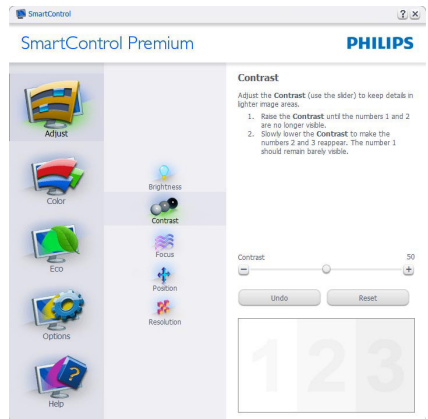 SmartControl
SmartControl Premium
PHILIPS
Adjust
Color
Eco
Options
Help
Brightness
Contrast
Focus
Position
Resolution
Contrast
Adjust the Contrast (use the slider) to keep details in
lighter image areas.
1. Raise the Contrast until the numbers 1 and 2
are no longer visible.
2. Slowly lower the Contrast to make the
numbers 2 and 3 reappear. The number 1
should remain barely visible.
Contrast 50
Undo Reset
1 2 3